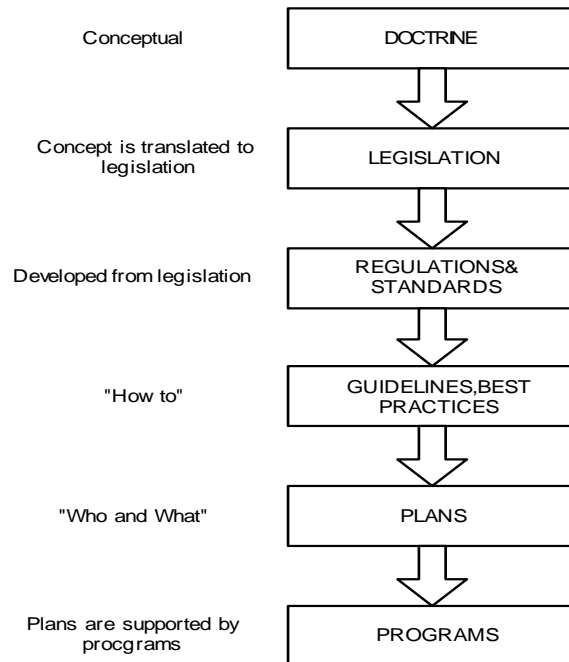 Conceptual
DOCTRINE
Concept is translated to
legislation
LEGISLATION
Developed from legislation
REGULATIONS&
STANDARDS
"How to"
GUIDELINES,BEST
PRACTICES
"Who and What"
PLANS
Plans are supported by
procgrams
PROGRAMS